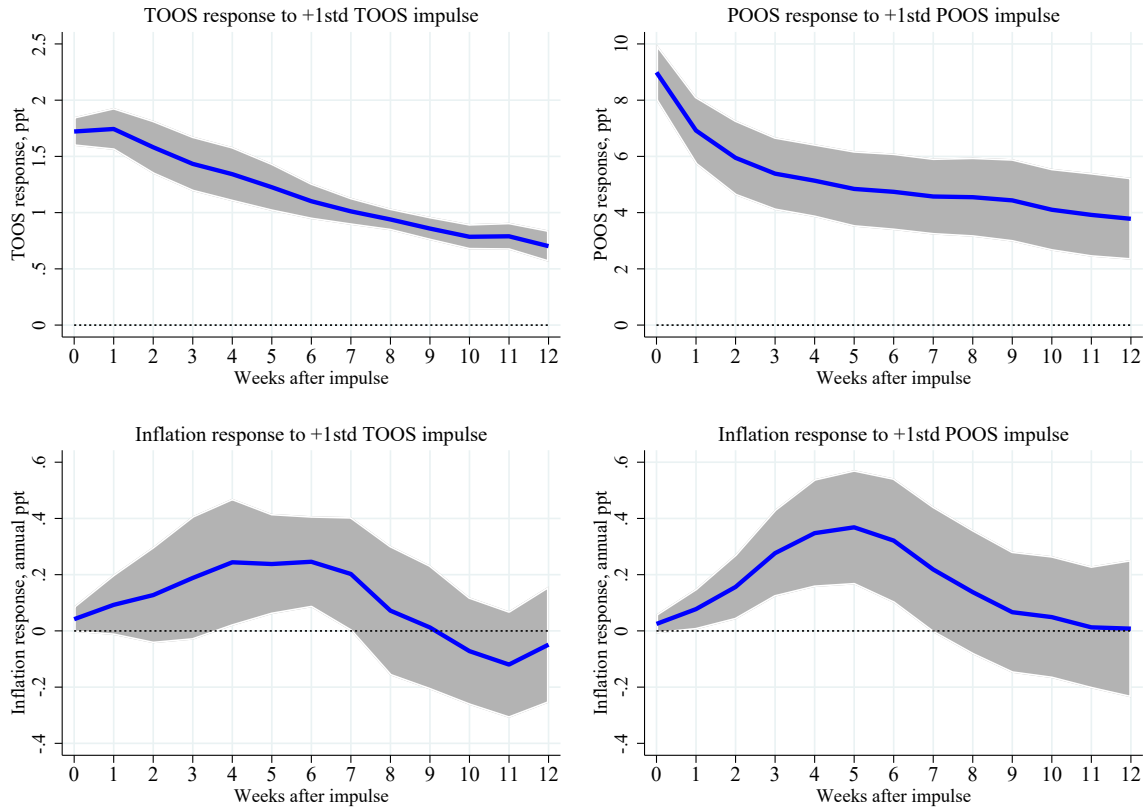 TOOS response to +1std TOOS impulse
TOOS response, ppt
2.5
2
1.5
1
.5
0
0 1 2 3 4 5 6 7 8 9 10 11 12
Weeks after impulse
POOS response to +1std POOS impulse
POOS response, ppt
10
8
6
4
2
0
0 1 2 3 4 5 6 7 8 9 10 11 12
Weeks after impulse
Inflation response to +1std TOOS impulse
Inflation response, annual ppt
.6
.4
.2
0
-.2
-.4
0 1 2 3 4 5 6 7 8 9 10 11 12
Weeks after impulse
Inflation response to +1std POOS impulse
Inflation response, annual ppt
.6
.4
.2
0
-.2
-.4
0 1 2 3 4 5 6 7 8 9 10 11 12
Weeks after impulse